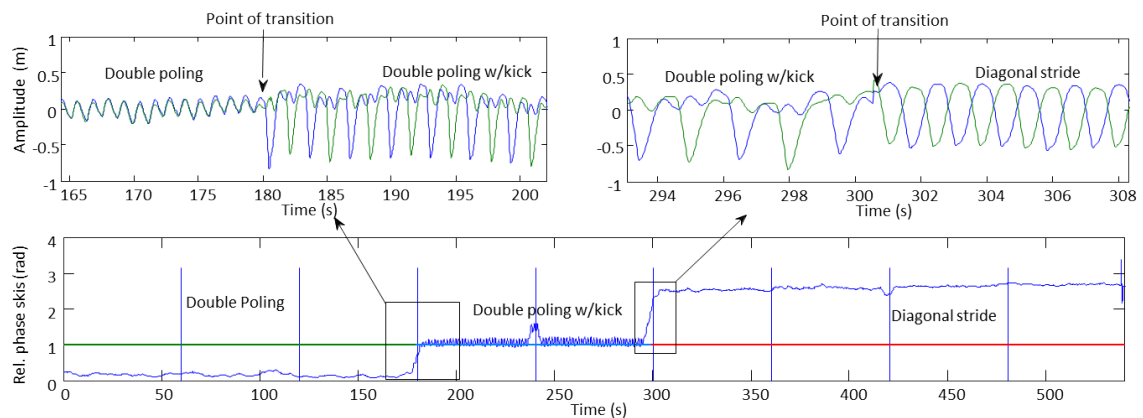 Point of transition
Amplitude (m)
1
0.5
0
-0.5
-1
Double poling
Double poling w/kick
165 170 175 180 185 190 195 200
Time (s)
Point of transition
1
0.5
0
-0.5
-1
Double poling w/kick
Diagonal stride
294 296 298 300 302 304 306 308
Time (s)
Rel. phase skis (rad)
4
3
2
1
0
Double Poling
Double poling w/kick
Diagonal stride
0 50 100 150 200 250 300 350 400 450 500
Time (s)